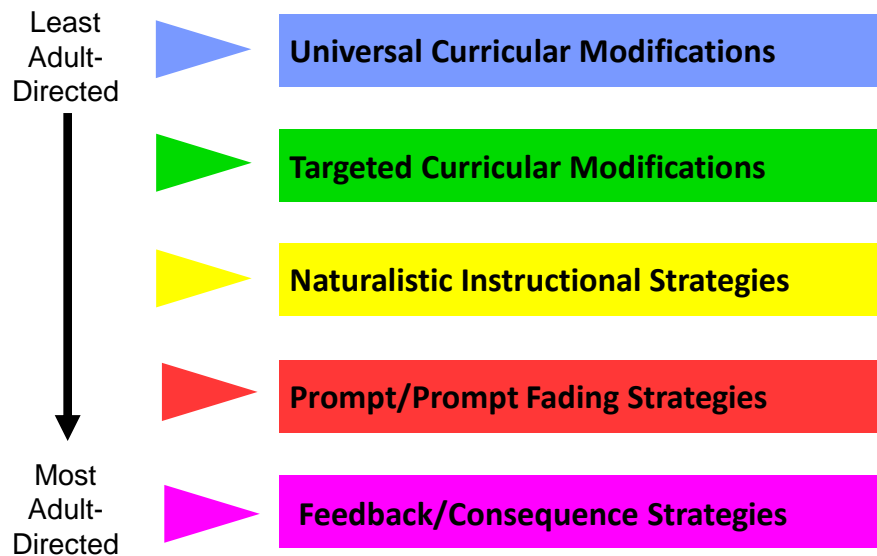 Least
Adult-
Directed
Universal Curricular Modifications
Targeted Curricular Modifications
Naturalistic Instructional Strategies
Prompt/Prompt Fading Strategies
Most
Adult-
Directed
Feedback/Consequence Strategies